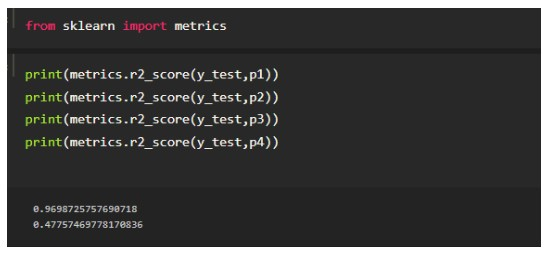 from sklearn import metrics
print(metrics.r2_score(y_test,p1))
print(metrics.r2_score(y_test,p2))
print(metrics.r2_score(y_test,p3))
print(metrics.r2_score(y_test,p4))
0.9698725757690718
0.47757469778170836